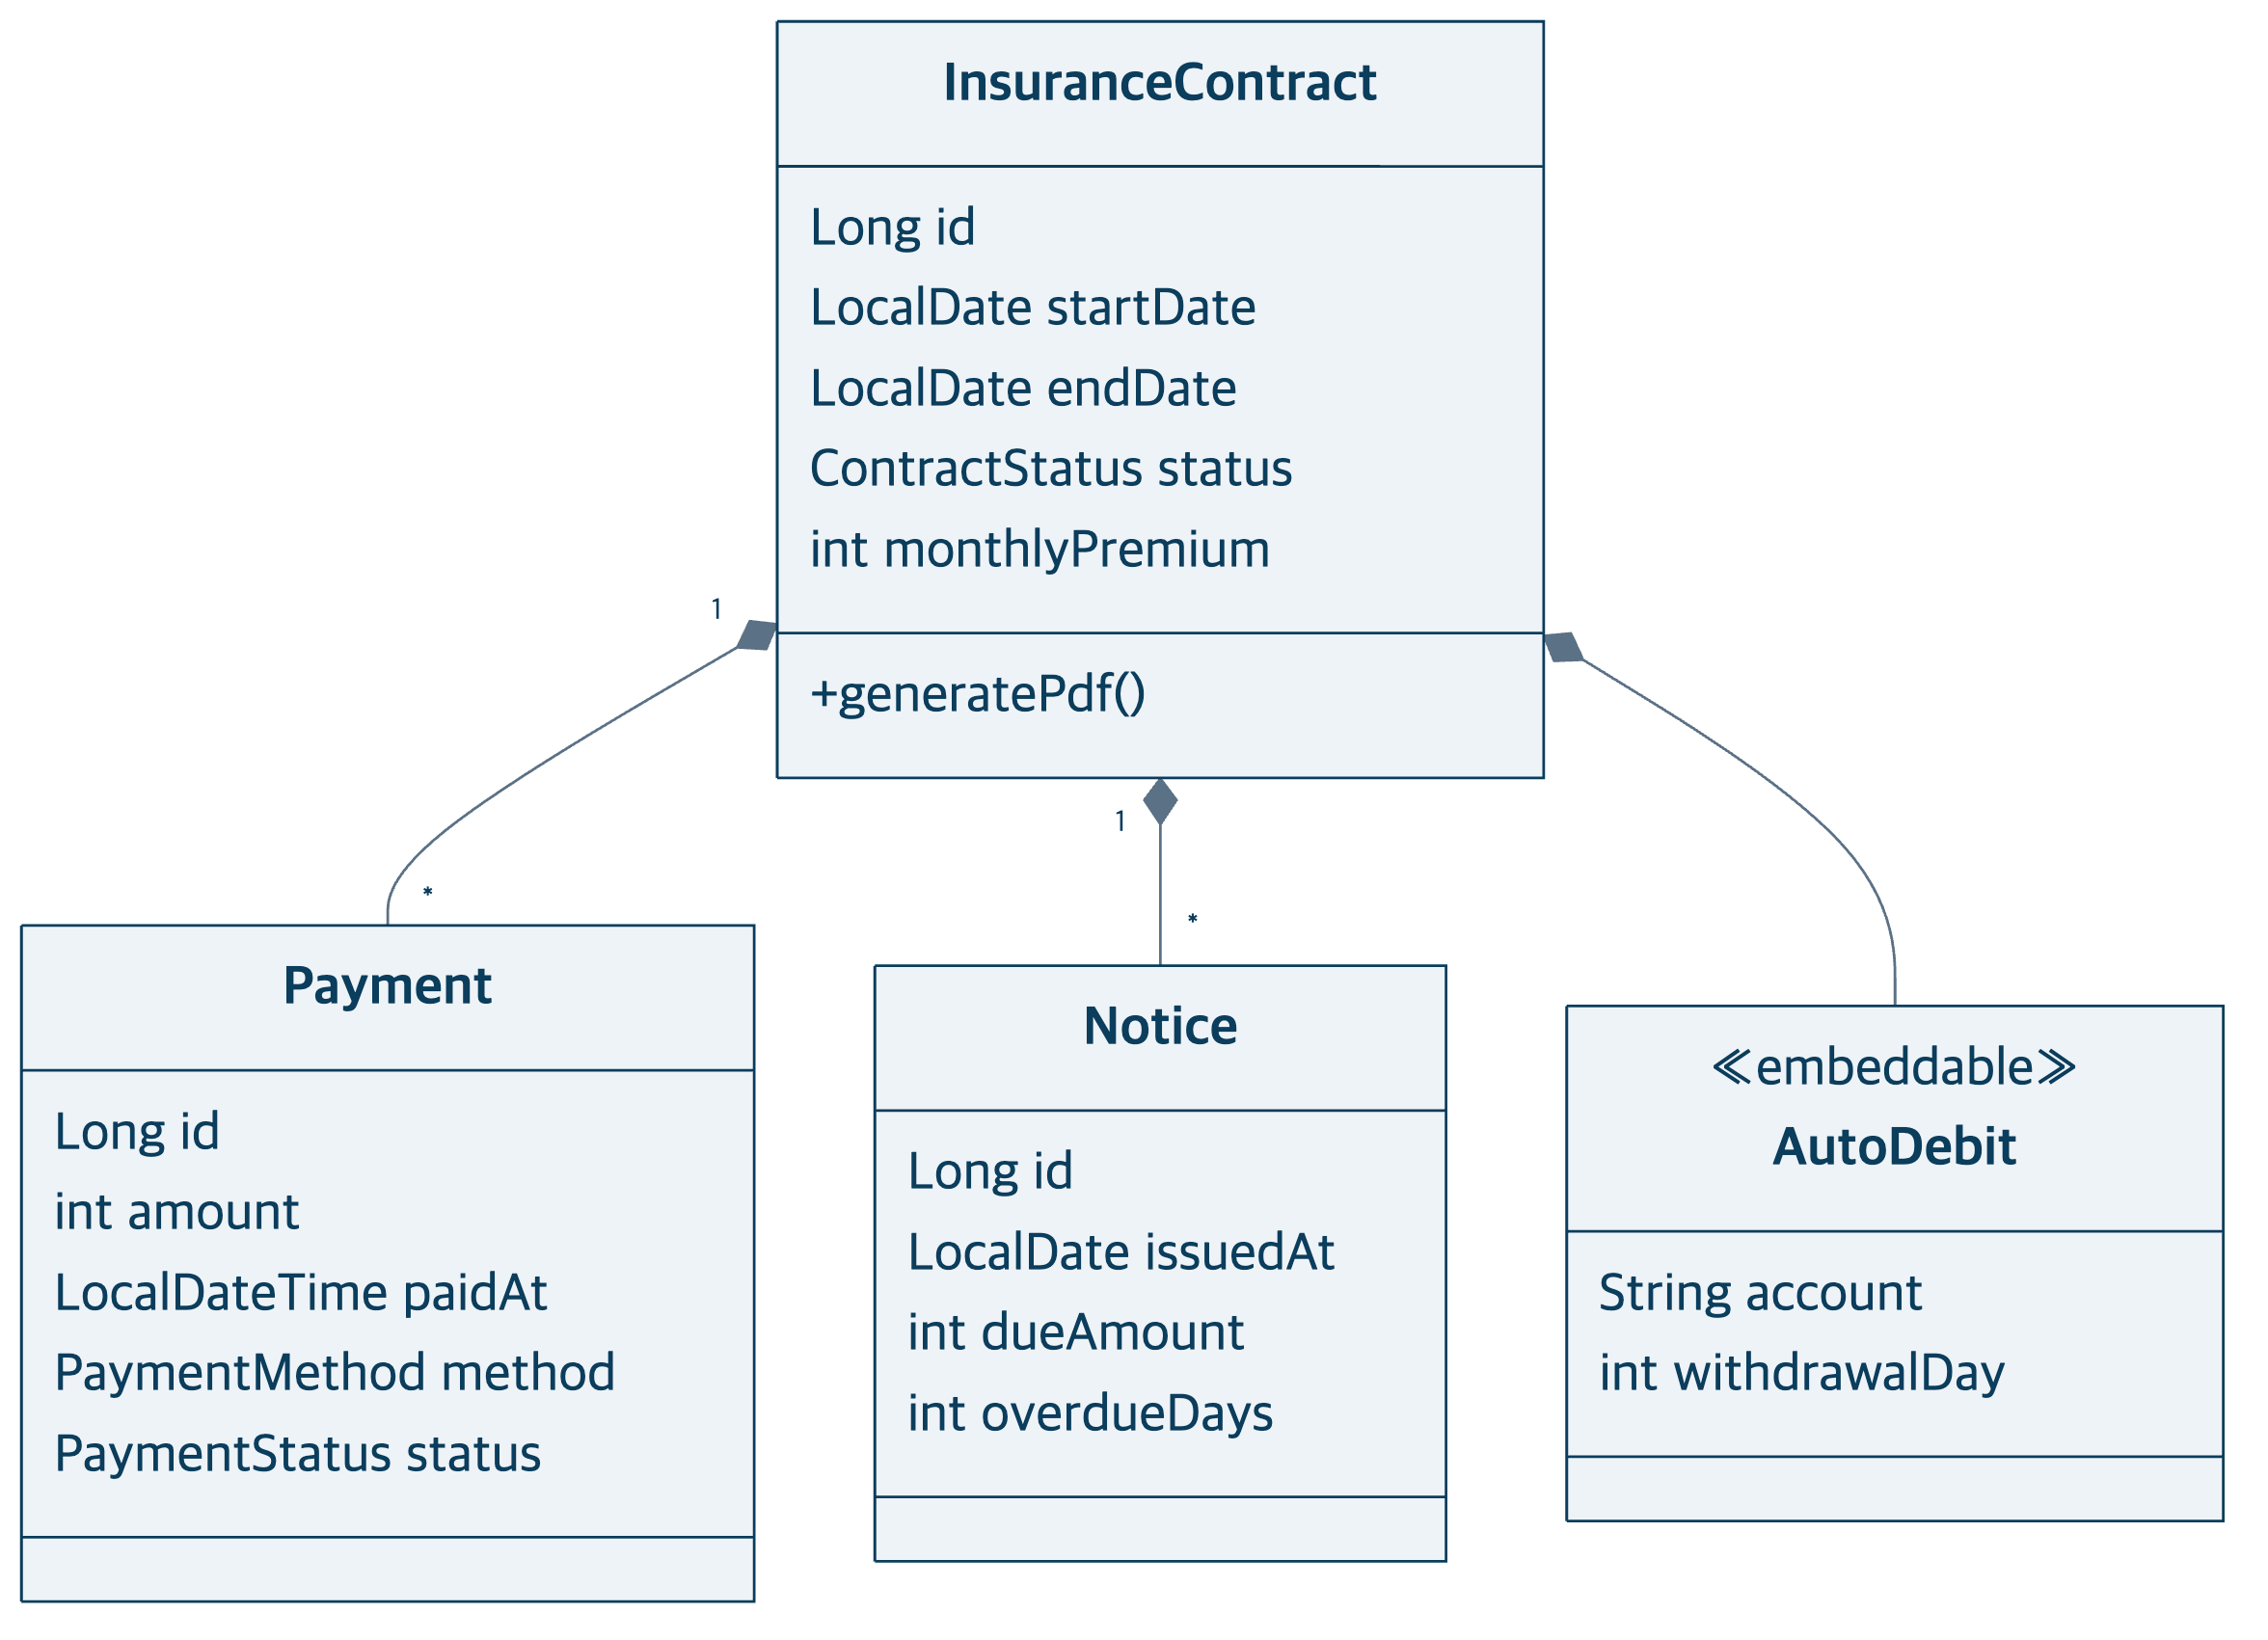 InsuranceContract
Long id
LocalDate startDate
LocalDate endDate
ContractStatus status
int monthlyPremium
+generatePdf()
1
*
1
*
Payment
Long id
int amount
LocalDateTime paidAt
PaymentMethod method
PaymentStatus status
Notice
Long id
LocalDate issuedAt
int dueAmount
int overdueDays
≪embeddable≫
AutoDebit
String account
int withdrawalDay